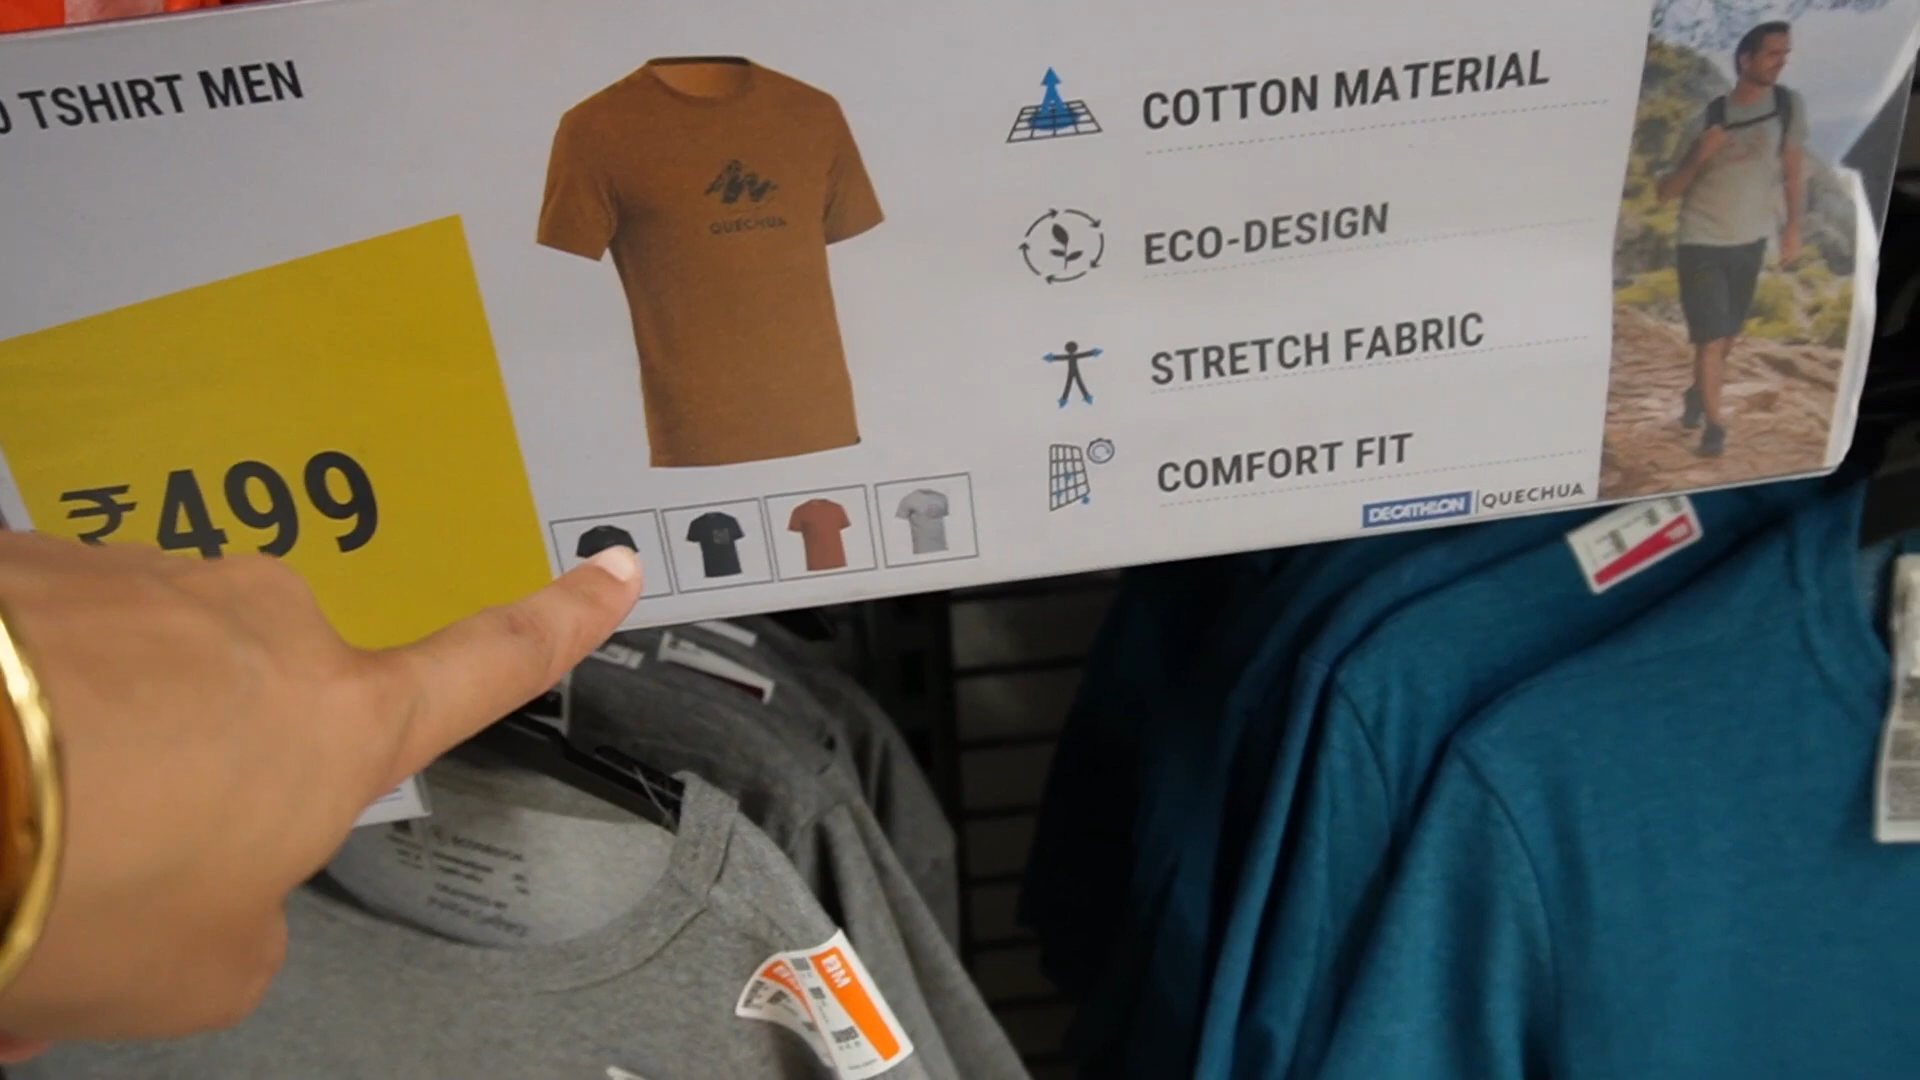 TSHIRT MEN
₹499
QUECHUA
COTTON MATERIAL
ECO-DESIGN
STRETCH FABRIC
COMFORT FIT
DECATHLON | QUECHUA
M